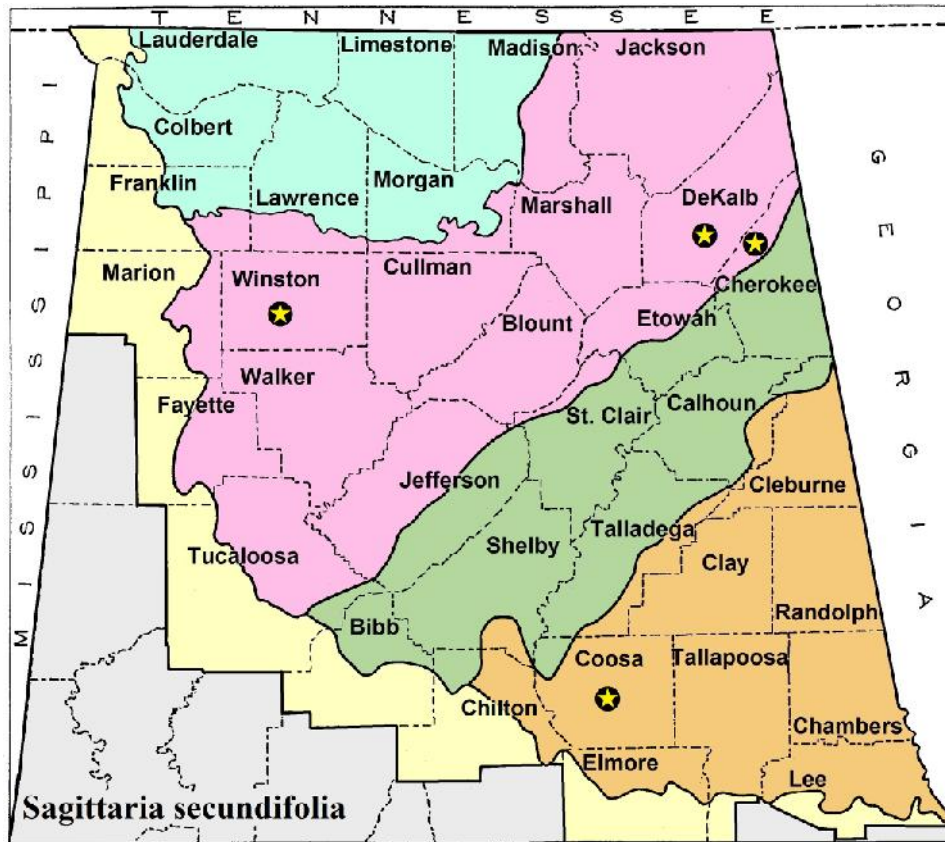 TENNESSEE
Lauderdale
Limestone
Madison
Jackson
Colbert
Franklin
Lawrence
Morgan
Marshall
DeKalb
Marion
Winston
Cullman
Cherokee
Blount
Etowah
Walker
Fayette
St. Clair
Calhoun
Jefferson
Cleburne
Tucaloosa
Shelby
Talladega
Clay
Randolph
Bibb
Coosa
Tallapoosa
Chilton
Chambers
Elmore
Lee
MISSISSIPPI
GEORGIA
Sagittaria secundifolia